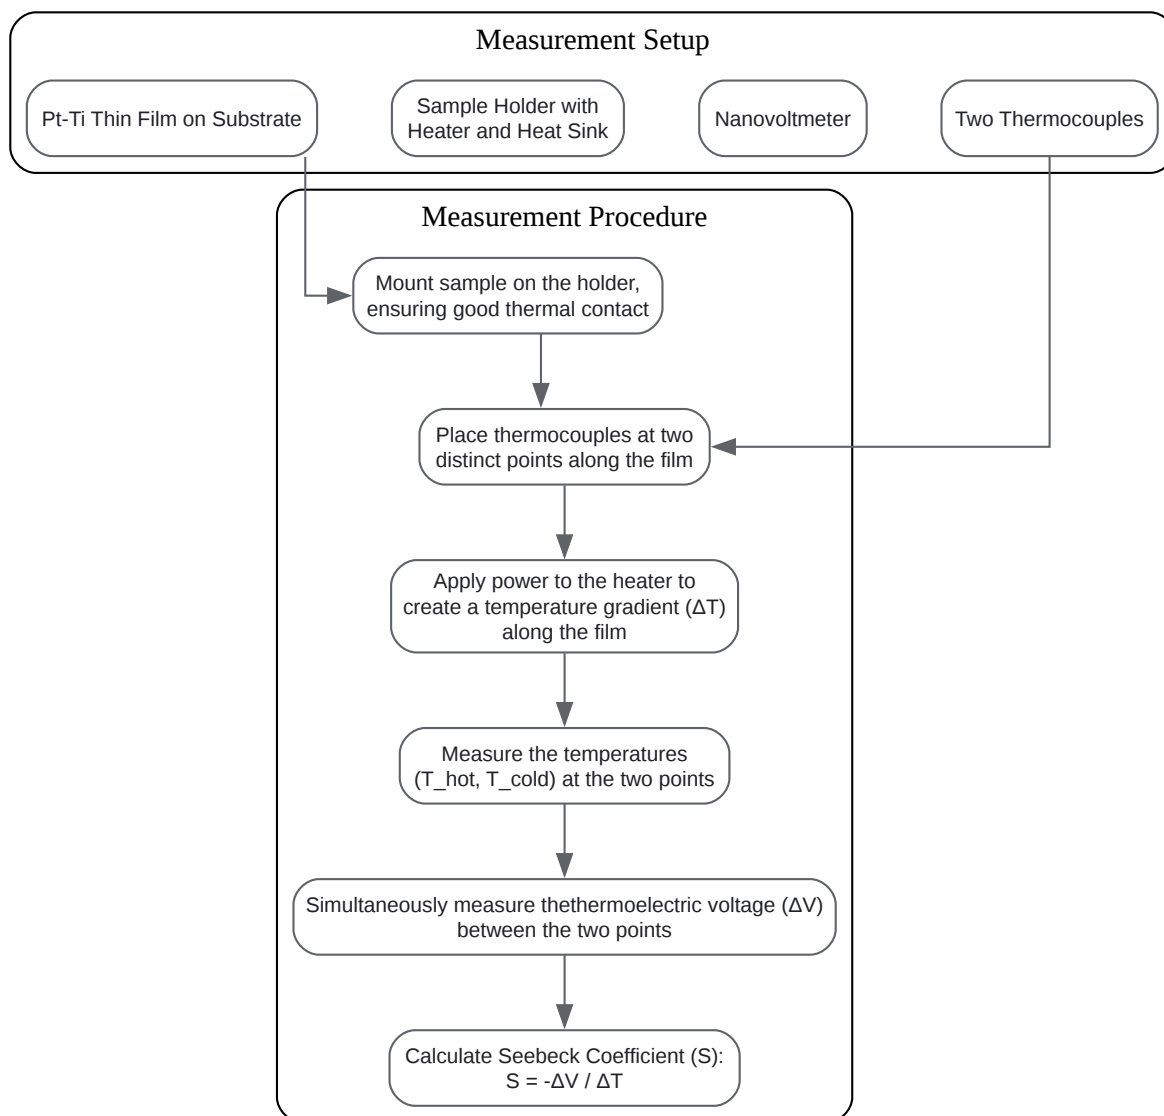 Measurement Setup
Pt-Ti Thin Film on Substrate
Sample Holder with
Heater and Heat Sink
Nanovoltmeter
Two Thermocouples
Measurement Procedure
Mount sample on the holder,
ensuring good thermal contact
Place thermocouples at two
distinct points along the film
Apply power to the heater to
create a temperature gradient (ΔT)
along the film
Measure the temperatures
(T_hot, T_cold) at the two points
Simultaneously measure thethermoelectric voltage (ΔV)
between the two points
Calculate Seebeck Coefficient (S):
S = -ΔV / ΔT